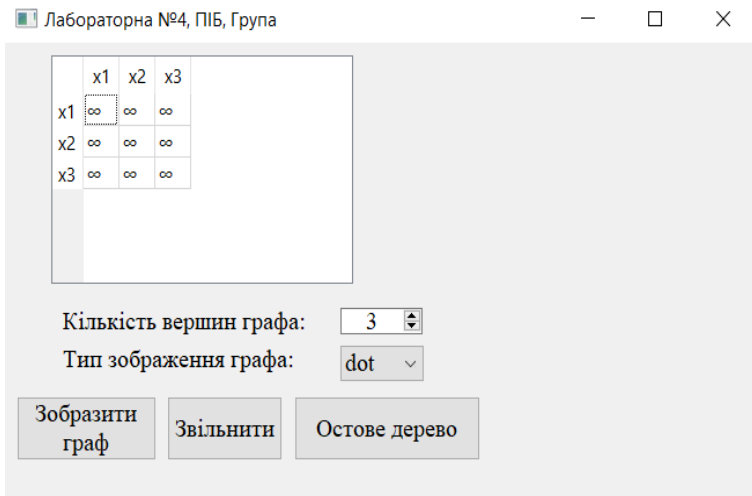 Лабораторна №4, ПІБ, Група
x1 x2 x3
x1 ∞ ∞ ∞
x2 ∞ ∞ ∞
x3 ∞ ∞ ∞
Кількість вершин графа: 3
Тип зображення графа: dot
Зобразити
граф
Звільнити
Остове дерево